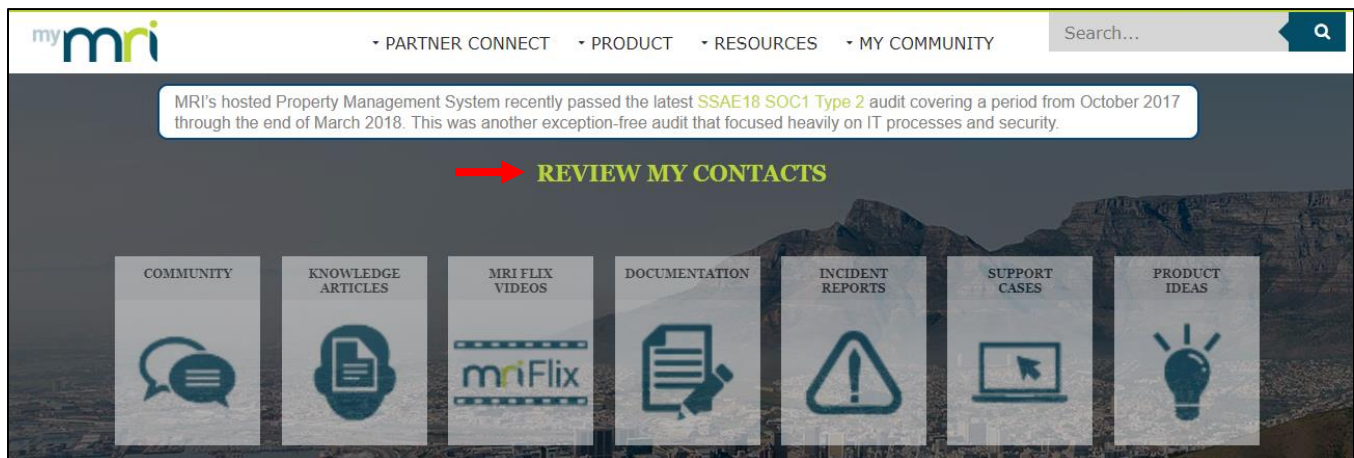 mymri
PARTNER CONNECT
PRODUCT
RESOURCES
MY COMMUNITY
Search...
MRI's hosted Property Management System recently passed the latest SSAE18 SOC1 Type 2 audit covering a period from October 2017
through the end of March 2018. This was another exception-free audit that focused heavily on IT processes and security.
REVIEW MY CONTACTS
COMMUNITY
KNOWLEDGE
ARTICLES
MRI FLIX
VIDEOS
DOCUMENTATION
INCIDENT
REPORTS
SUPPORT
CASES
PRODUCT
IDEAS
mriFlix